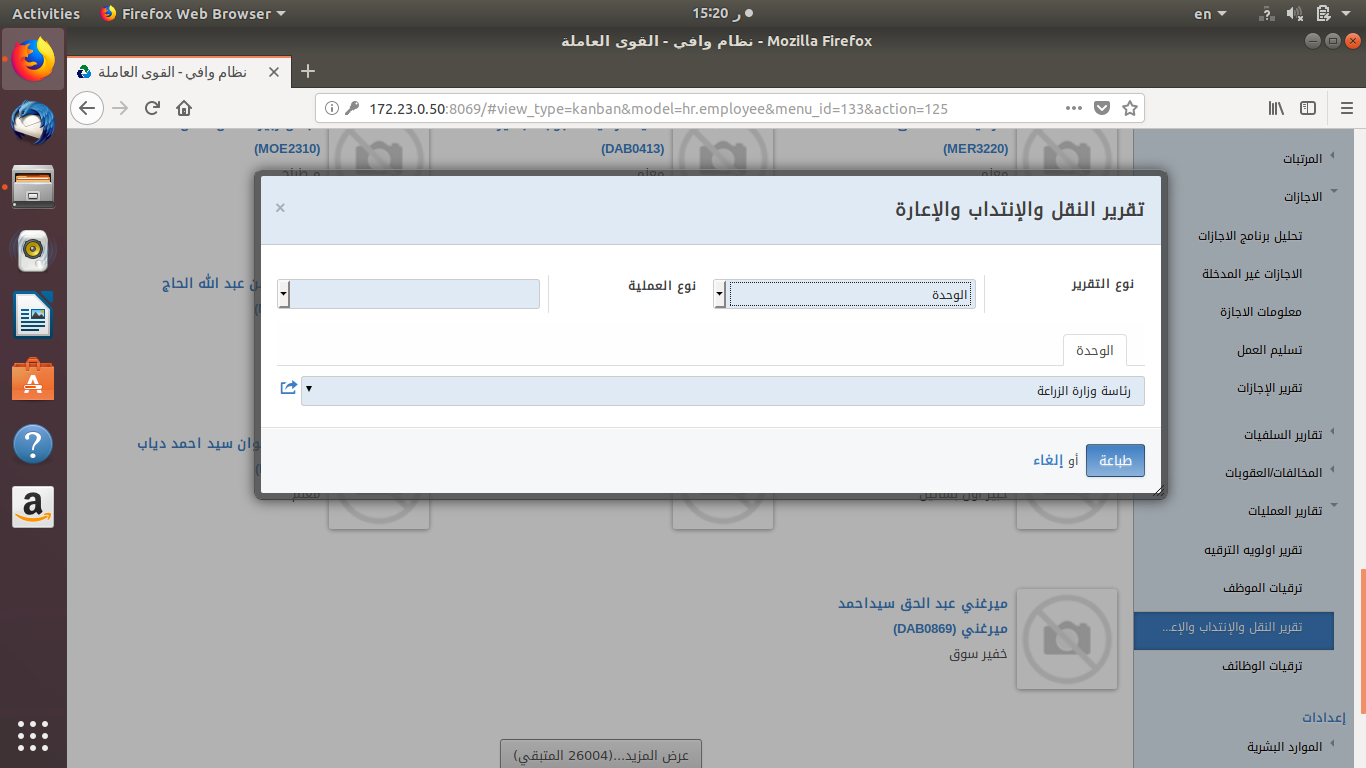 Activities
Firefox Web Browser
15:20 ر
en
نظام وافي - القوى العاملة - Mozilla Firefox
نظام وافي - القوى العاملة
172.23.0.50:8069/#view_type=kanban&model=hr.employee&menu_id=133&action=125
(MER3220)
(DAB0413)
(MOE2310)
تقرير النقل والإنتداب والإعارة
نوع التقرير
الوحدة
نوع العملية
الوحدة
رئاسة وزارة الزراعة
طباعة أو إلغاء
ن عبد الله الحاج
وان سيد احمد دياب
معلم
ميرغني عبد الحق سيداحمد
ميرغني (DAB0869)
خفير سوق
عرض المزيد...(26004 المتبقي)
المرتبات
الاجازات
تحليل برنامج الاجازات
الاجازات غير المدخلة
معلومات الاجازة
تسليم العمل
تقرير الإجازات
تقارير السلفيات
المخالفات/العقوبات
تقارير العمليات
تقرير اولويه الترقيه
ترقيات الموظف
تقرير النقل والإنتداب والإع...
ترقيات الوظائف
إعدادات
الموارد البشرية